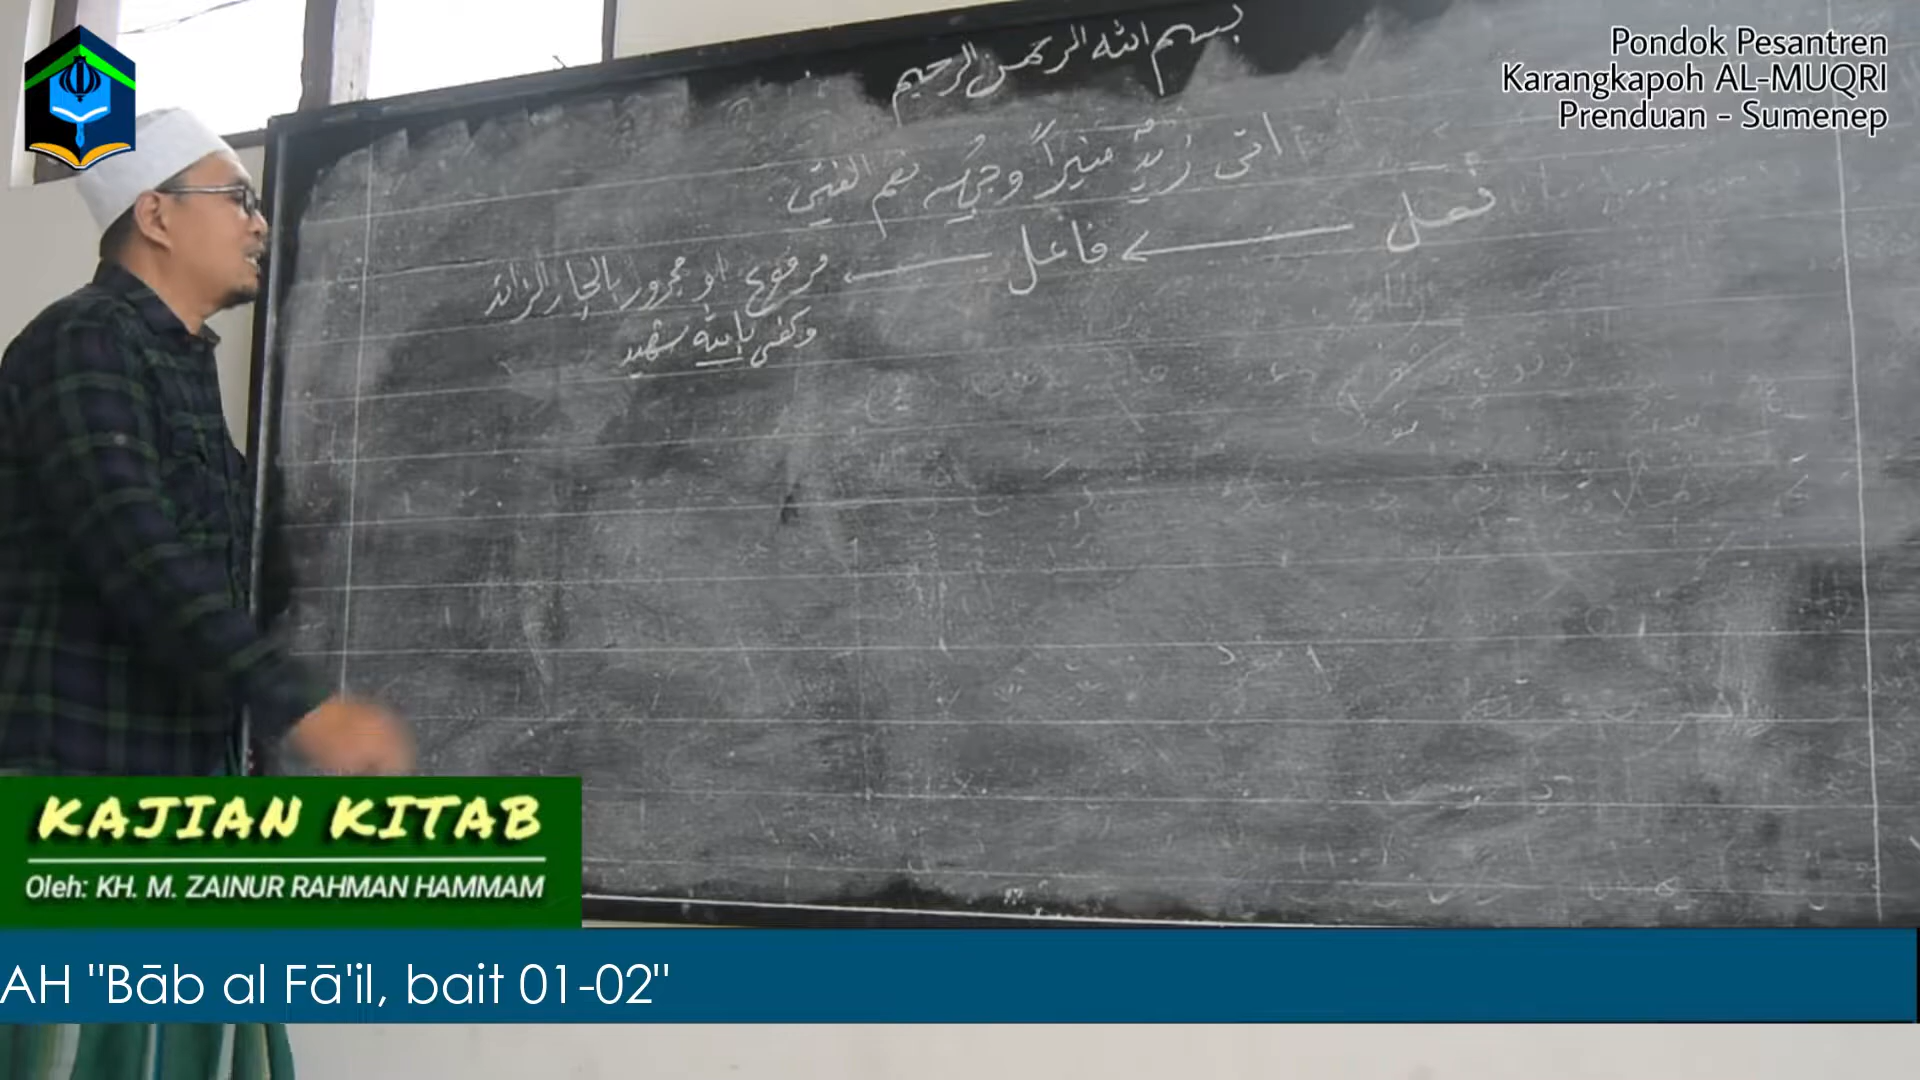 Pondok Pesantren
Karangkapoh AL-MUQRI
Prenduan - Sumenep
بسم الله الرحمن الرحيم
اتى زيدٌ منيراً وجهُه نعم الفتى
فعل فاعل مرفوع او مجرور بالجار الزائد
وكفى بالله شهيد
KAJIAN KITAB
Oleh: KH. M. ZAINUR RAHMAN HAMMAM
AH "Bāb al Fā'il, bait 01-02"